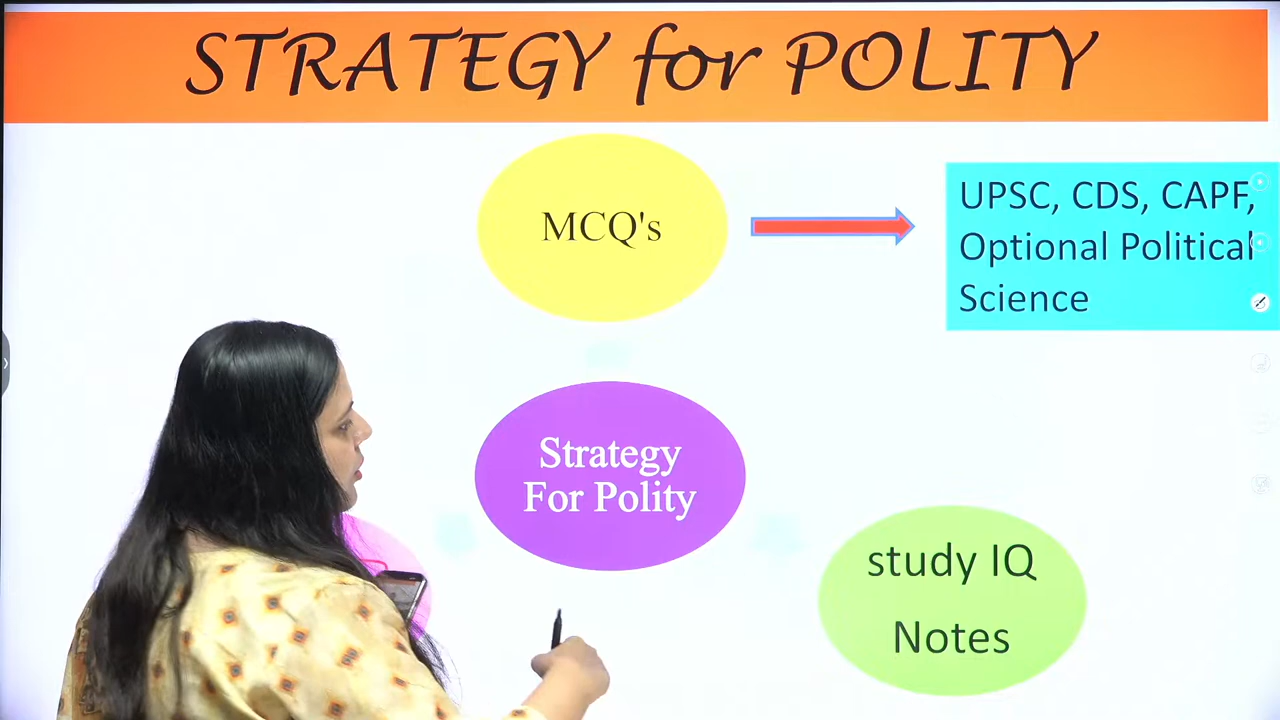 STRATEGY for POLITY
MCQ's
UPSC, CDS, CAPF,
Optional Political
Science
Strategy
For Polity
study IQ
Notes